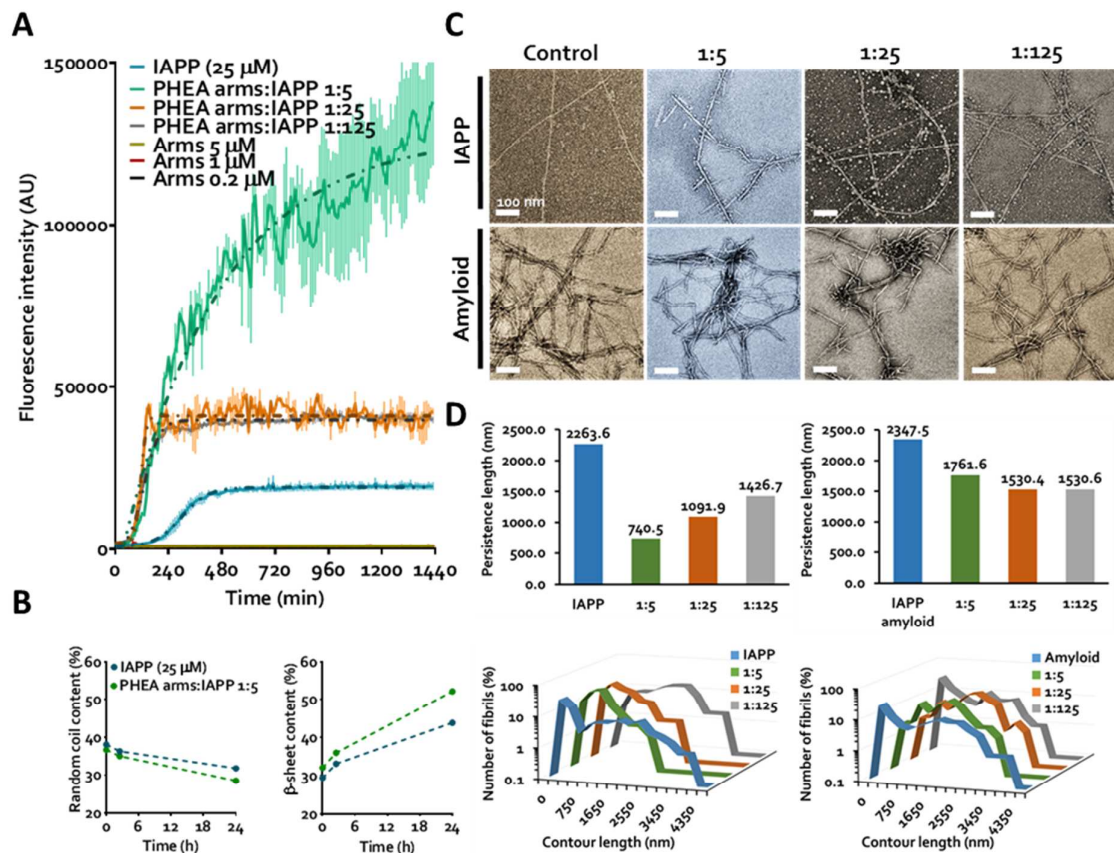 A
Fluorescence intensity (AU)
150000
100000
50000
0
IAPP (25 µM)
PHEA arms:IAPP 1:5
PHEA arms:IAPP 1:25
PHEA arms:IAPP 1:125
Arms 5 µM
Arms 1 µM
Arms 0.2 µM
0 240 480 720 960 1200 1440
Time (min)
B
Random coil content (%)
60
50
40
30
20
IAPP (25 µM)
PHEA arms:IAPP 1:5
0 6 12 18 24
Time (h)
β-sheet content (%)
60
50
40
30
20
0 6 12 18 24
Time (h)
C
Control 1:5 1:25 1:125
IAPP
100 nm
Amyloid
D
Persistence length (nm)
2500.0
2000.0
1500.0
1000.0
500.0
0.0
2263.6
740.5
1091.9
1426.7
IAPP 1:5 1:25 1:125
Persistence length (nm)
2500.0
2000.0
1500.0
1000.0
500.0
0.0
2347.5
1761.6
1530.4
1530.6
IAPP 1:5 1:25 1:125
amyloid
Number of fibrils (%)
100
10
1
0.1
IAPP
1:5
1:25
1:125
0 750 1650 2550 3450 4350
Contour length (nm)
Number of fibrils (%)
100
10
1
0.1
Amyloid
1:5
1:25
1:125
0 750 1650 2550 3450 4350
Contour length (nm)